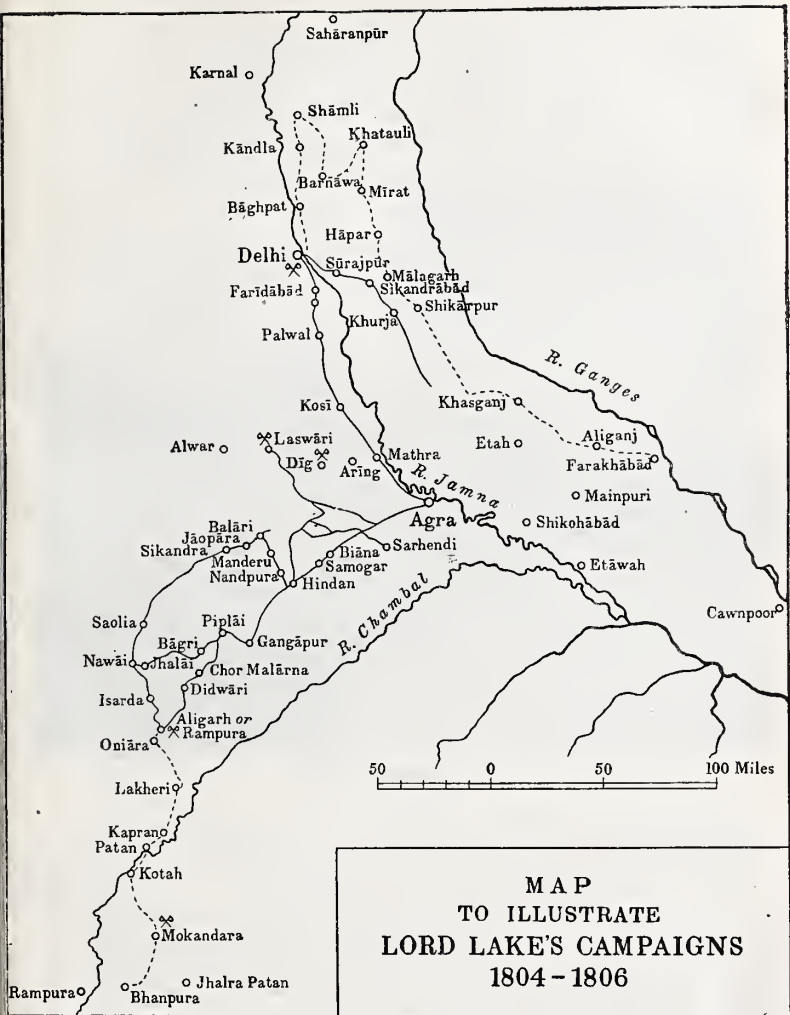 Sahāranpūr
Karnal
Shāmli
Khatauli
Kāndla
Barnāwa
Mīrat
Bāghpat
Hāpar
Delhi
Sūrajpūr
Mālagarh
Sikandrābād
Farīdābād
Shikārpur
Khurja
Palwal
R. Ganges
Kosī
Khasganj
Laswāri
Alwar
Etah
Aliganj
Dīg
Arīng
Mathra
Farakhābād
R. Jamna
Mainpuri
Agra
Shikohābād
Balāri
Jāopāra
Sikandra
Biāna
Sarhendi
Manderu
Samogar
Nandpura
Hindan
Etāwah
R. Chambal
Cawnpoor
Saolia
Piplāi
Bāgri
Gangāpur
Nawāi
Jhalāi
Chor Malārna
Isarda
Didwāri
Aligarh or
Rampura
Oniāra
50 0 50 100 Miles
Lakheri
Kapran
Patan
Kotah
MAP
TO ILLUSTRATE
LORD LAKE'S CAMPAIGNS
1804-1806
Mokandara
Jhalra Patan
Rampura
Bhanpura